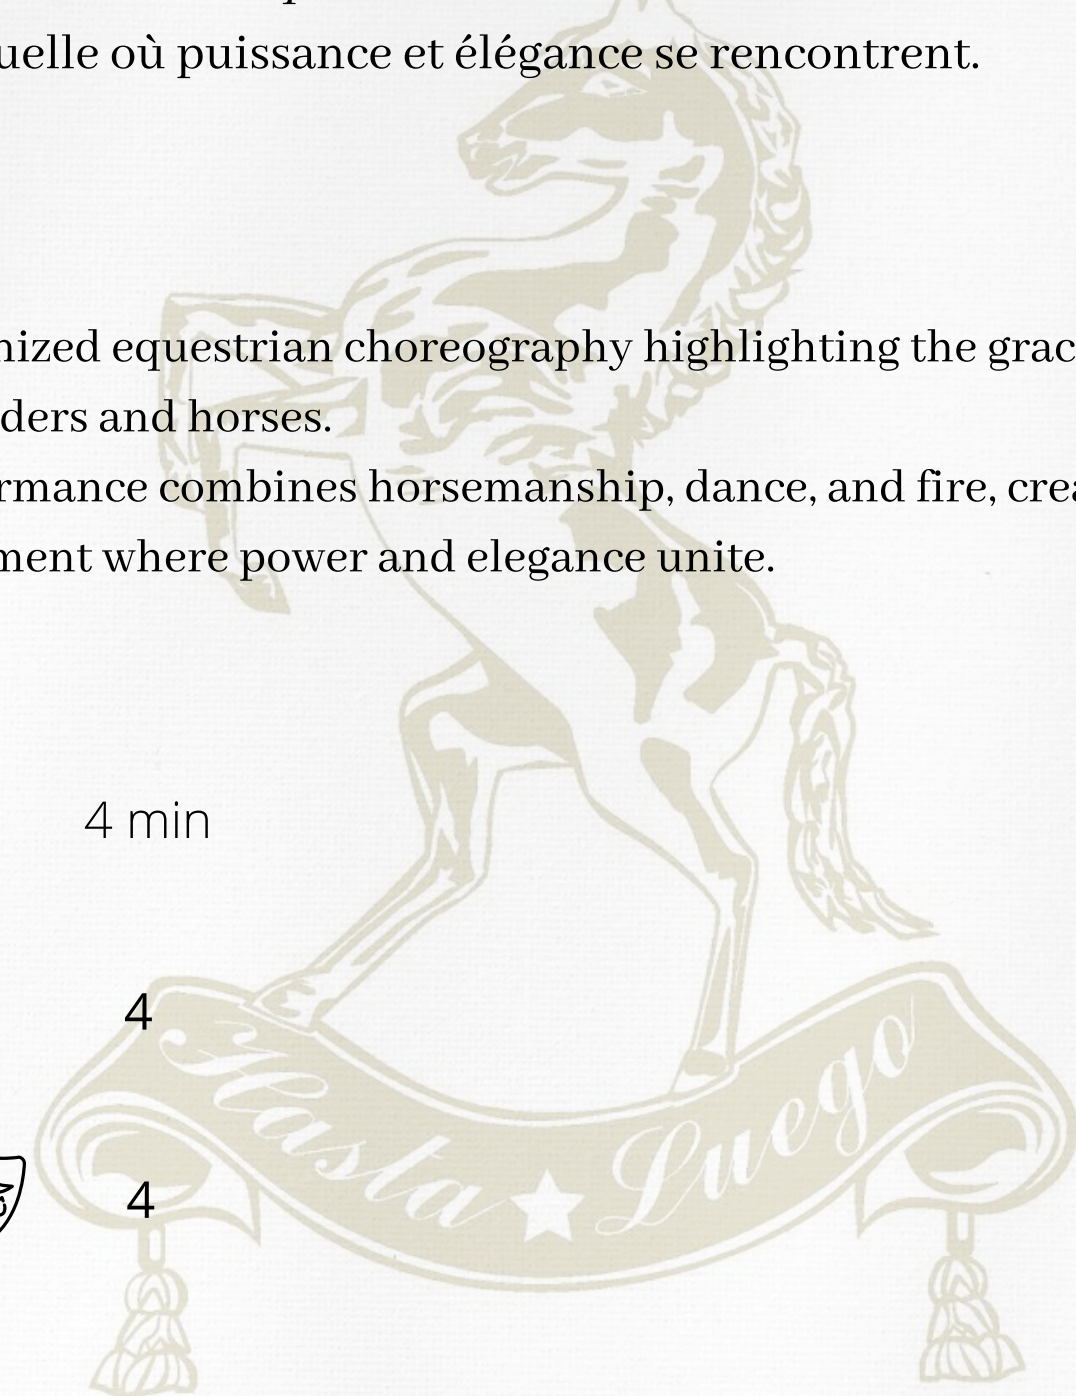 uelle où puissance et élégance se rencontrent.
nized equestrian choreography highlighting the grac
ders and horses.
rmance combines horsemanship, dance, and fire, crea
ment where power and elegance unite.
4 min
4
4
Hasta Luego